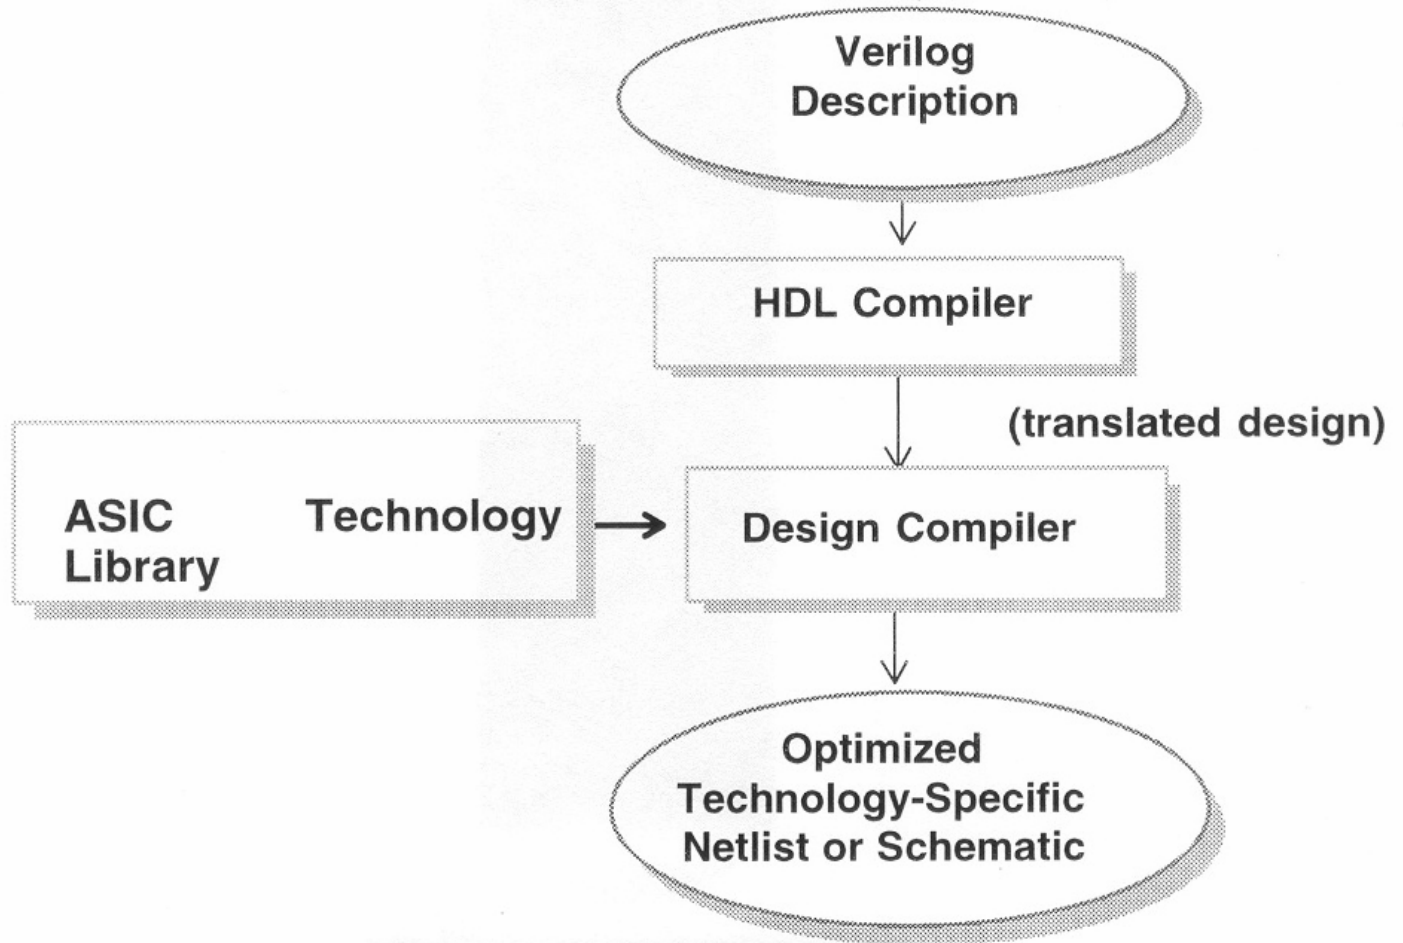 Verilog
Description
HDL Compiler
(translated design)
ASIC Technology
Library
Design Compiler
Optimized
Technology-Specific
Netlist or Schematic